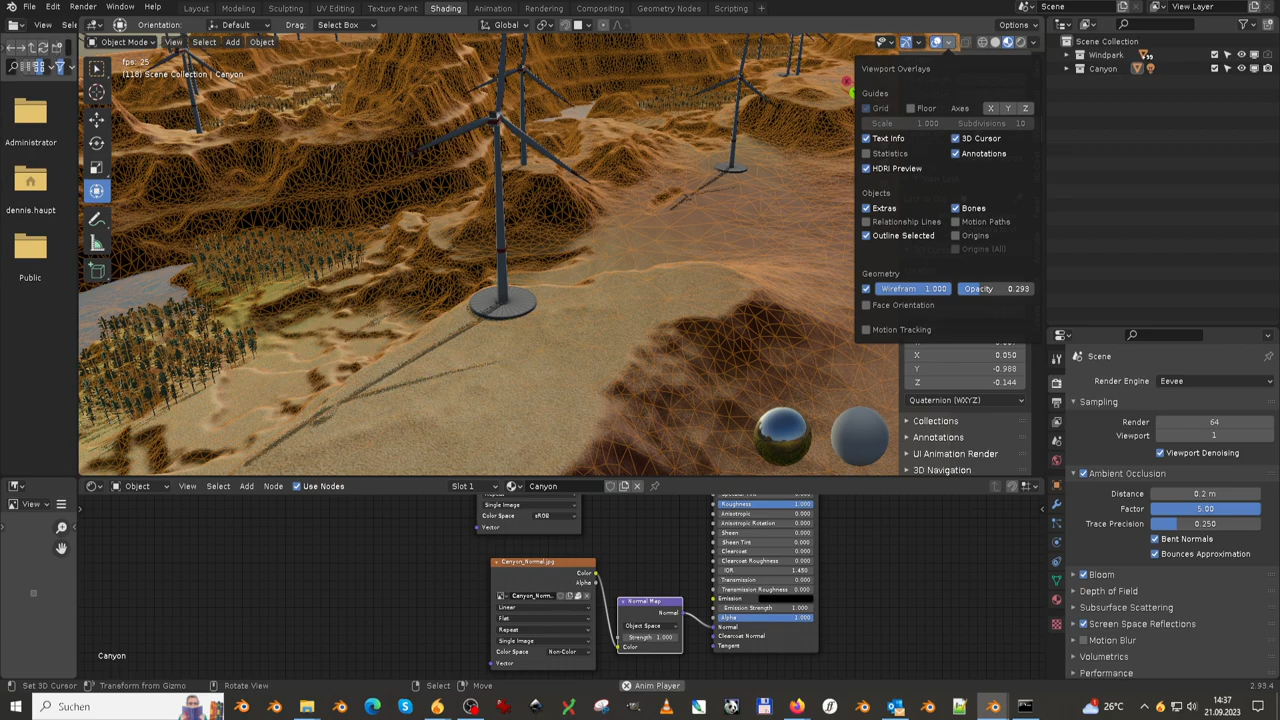 File Edit Render Window Help
Layout Modeling Sculpting UV Editing Texture Paint Shading Animation Rendering Compositing Geometry Nodes Scripting +
Scene
View Layer
Orientation: Default Drag: Select Box
Global
Options
Object Mode View Select Add Object
fps: 25
(118) Scene Collection | Canyon
Administrator
dennis.haupt
Public
Viewport Overlays
Guides
Grid Floor Axes X Y Z
Scale 1.000 Subdivisions 10
Text Info 3D Cursor
Statistics Annotations
HDRI Preview
Objects
Extras Bones
Relationship Lines Motion Paths
Outline Selected Origins
Origins (All)
Geometry
Wirefram 1.000 Opacity 0.293
Face Orientation
Motion Tracking
X 0.050
Y -0.988
Z -0.144
Quaternion (WXYZ)
Collections
Annotations
UI Animation Render
3D Navigation
Scene Collection
Windpark
Canyon
Scene
Render Engine Eevee
Sampling
Render 64
Viewport 1
Viewport Denoising
Ambient Occlusion
Distance 0.2 m
Factor 5.00
Trace Precision 0.250
Bent Normals
Bounces Approximation
Bloom
Depth of Field
Subsurface Scattering
Screen Space Reflections
Motion Blur
Volumetrics
Performance
View
Object View Select Add Node Use Nodes Slot 1 Canyon
Repeat
Single Image
Color Space sRGB
Vector
Canyon_Normal.jpg
Color
Alpha
Canyon_Norm...
Linear
Flat
Repeat
Single Image
Color Space Non-Color
Vector
Normal Map
Normal
Object Space
Strength 1.000
Color
Roughness 1.000
Anisotropic 0.000
Anisotropic Rotation 0.000
Sheen 0.000
Sheen Tint 0.000
Clearcoat 0.000
Clearcoat Roughness 0.000
IOR 1.450
Transmission 0.000
Transmission Roughness 0.000
Emission
Emission Strength 1.000
Alpha 1.000
Normal
Clearcoat Normal
Tangent
Canyon
Set 3D Cursor Transform from Gizmo Rotate View Select Move Anim Player 2.93.4
Suchen
26°C
14:37
21.09.2023